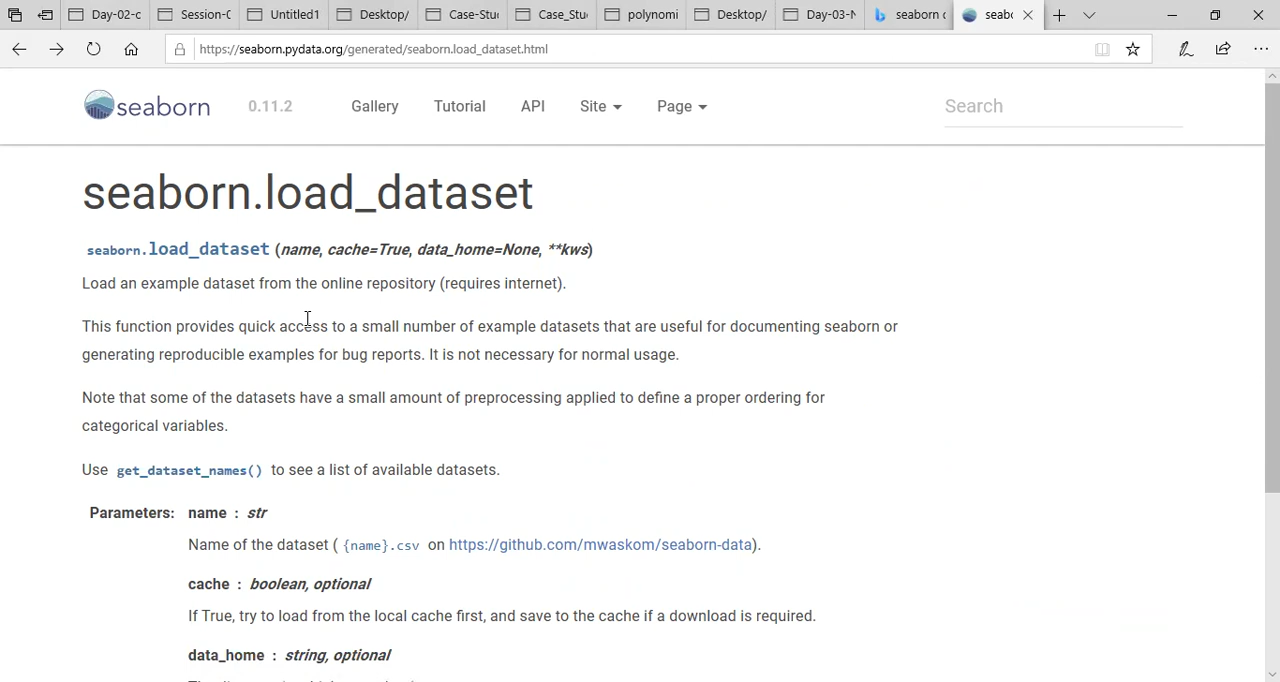 Day-02-c Session-C Untitled1 Desktop/ Case-Stu Case_Stu polynomi Desktop/ Day-03-N seaborn seabo
https://seaborn.pydata.org/generated/seaborn.load_dataset.html
seaborn 0.11.2 Gallery Tutorial API Site Page Search
seaborn.load_dataset
seaborn.load_dataset (name, cache=True, data_home=None, **kws)
Load an example dataset from the online repository (requires internet).
This function provides quick access to a small number of example datasets that are useful for documenting seaborn or
generating reproducible examples for bug reports. It is not necessary for normal usage.
Note that some of the datasets have a small amount of preprocessing applied to define a proper ordering for
categorical variables.
Use get_dataset_names() to see a list of available datasets.
Parameters: name : str
Name of the dataset ( {name}.csv on https://github.com/mwaskom/seaborn-data).
cache : boolean, optional
If True, try to load from the local cache first, and save to the cache if a download is required.
data_home : string, optional